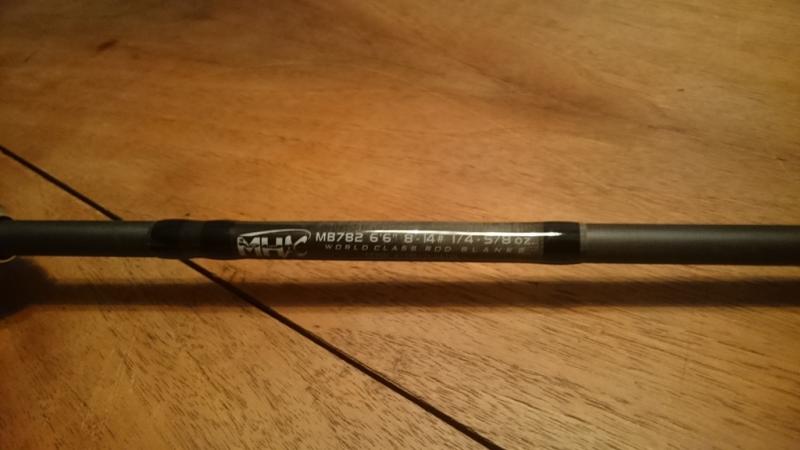 MHX MB782 6'6" 8-14# 1/4-5/8 oz.
WORLD CLASS ROD BLANKS